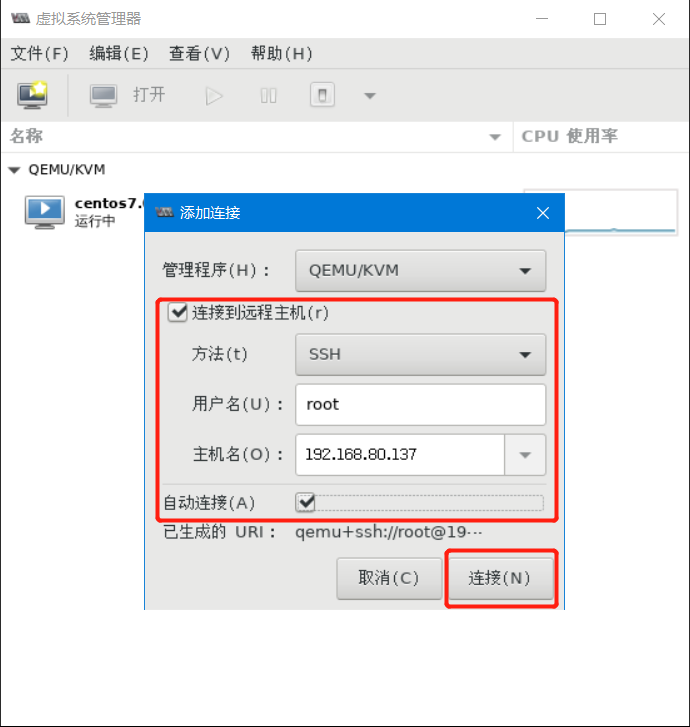 虚拟系统管理器
文件(F) 编辑(E) 查看(V) 帮助(H)
打开
名称 CPU 使用率
QEMU/KVM
centos7.
运行中
添加连接
管理程序(H)： QEMU/KVM
连接到远程主机(r)
方法(t) SSH
用户名(U)： root
主机名(O)： 192.168.80.137
自动连接(A)
已生成的 URI： qemu+ssh://root@19…
取消(C) 连接(N)